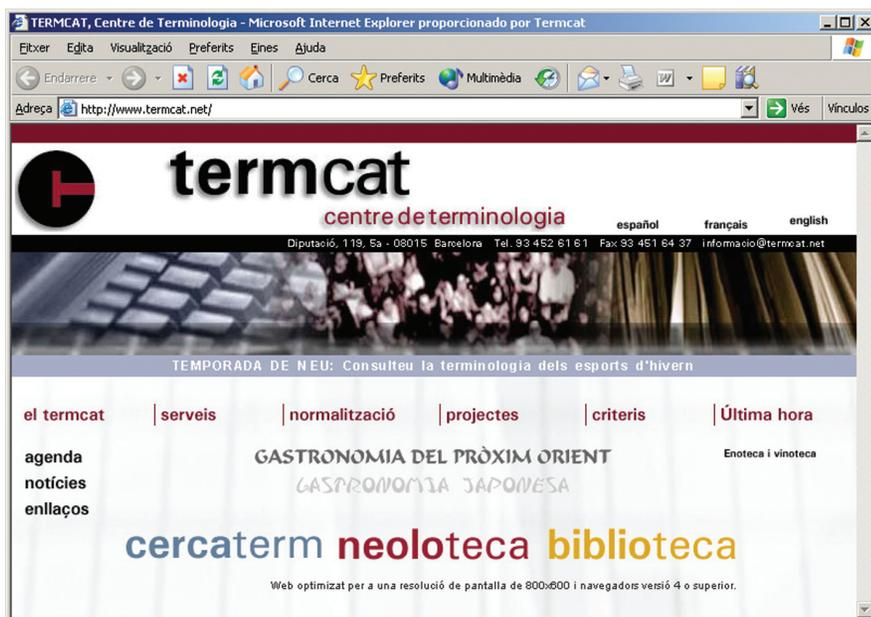 TERMCAT, Centre de Terminologia - Microsoft Internet Explorer proporcionado por Termcat
Fitxer Edita Visualització Preferits Eines Ajuda
Endarrere Cerca Preferits Multimèdia
Adreça http://www.termcat.net/ Vés Vínculos
termcat
centre de terminologia
español français english
Diputació, 119, 5a - 08015 Barcelona Tel. 93 452 61 61 Fax 93 451 64 37 informacio@termcat.net
TEMPORADA DE NEU: Consulteu la terminologia dels esports d'hivern
el termcat serveis normalització projectes criteris Última hora
agenda GASTRONOMIA DEL PRÒXIM ORIENT Enoteca i vinoteca
notícies GASTRONOMIA JAPONESA
enllaços
cercaterm neoloteca biblioteca
Web optimizat per a una resolució de pantalla de 800x600 i navegadors versió 4 o superior.